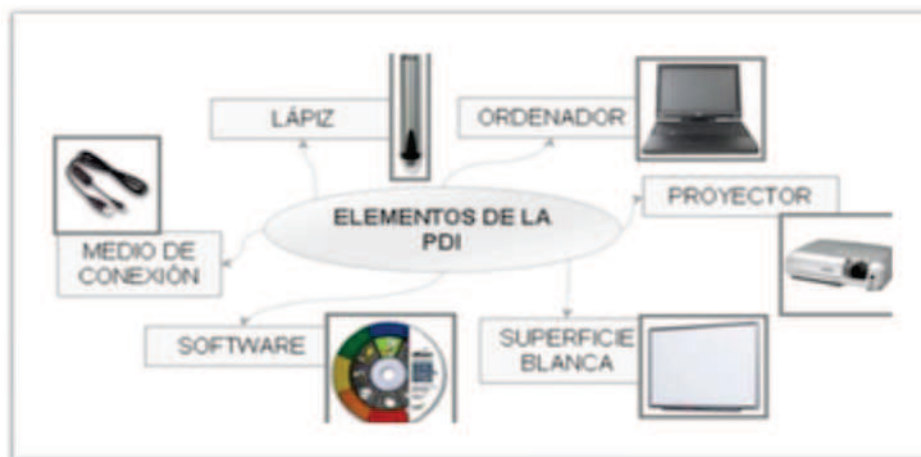 LÁPIZ
ORDENADOR
ELEMENTOS DE LA
PDI
PROYECTOR
MEDIO DE
CONEXIÓN
SOFTWARE
SUPERFICIE
BLANCA